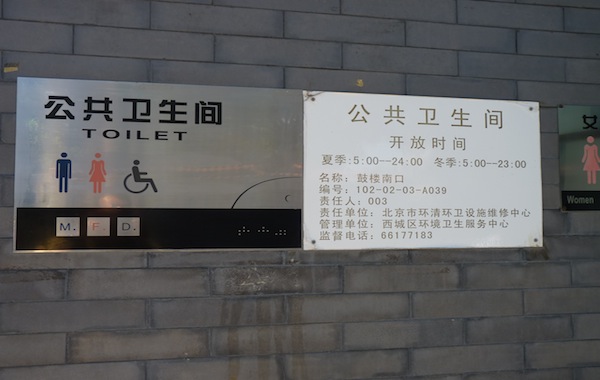 公共卫生间
TOILET
M. F. D.
公共卫生间
开放时间
夏季:5:00--24:00 冬季:5:00--23:00
名称: 鼓楼南口
编号: 102-02-03-A039
责任人: 003
责任单位: 北京市环清环卫设施维修中心
管理单位: 西城区环境卫生服务中心
监督电话: 66177183
女
Women